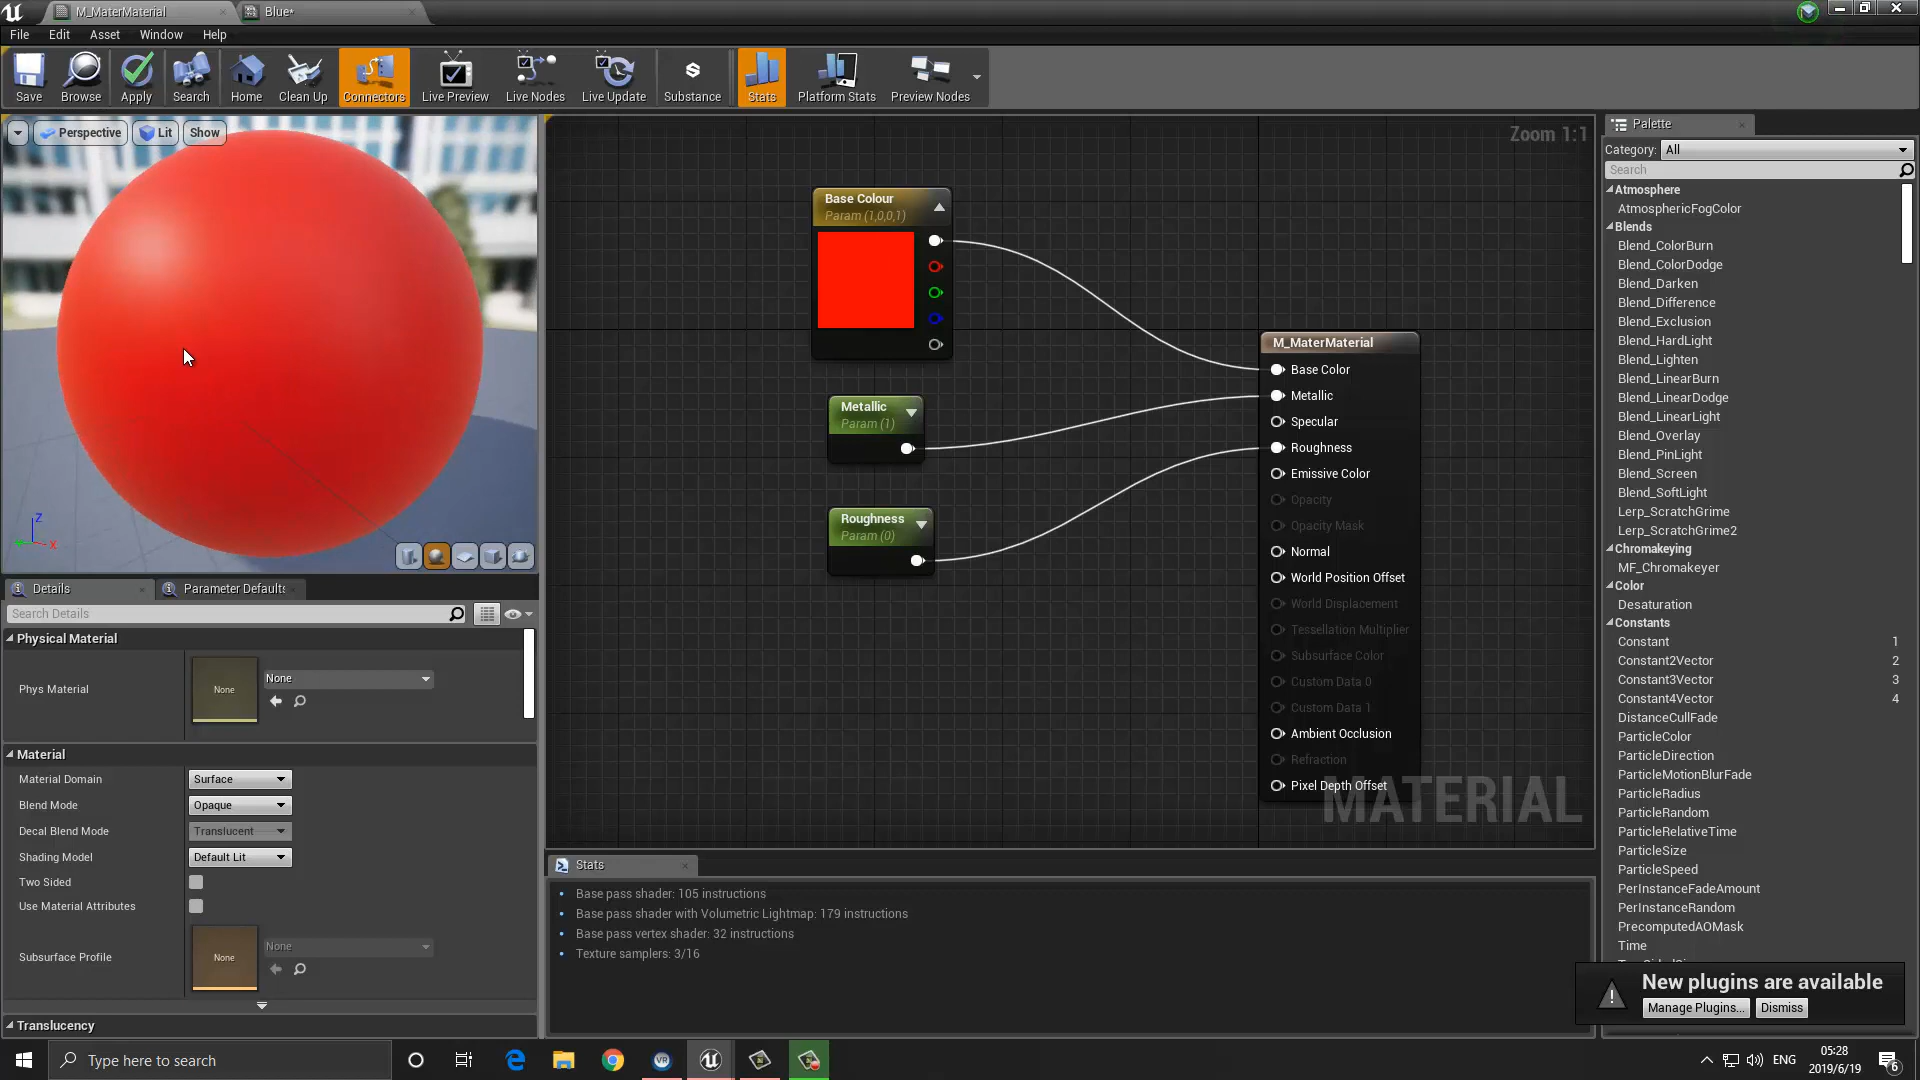 M_MaterMaterial
Blue*
File Edit Asset Window Help
Save Browse Apply Search Home Clean Up Connectors Live Preview Live Nodes Live Update Substance Stats Platform Stats Preview Nodes
Perspective Lit Show
Zoom 1:1
Base Colour
Param (1,0,0,1)
Metallic
Param (1)
Roughness
Param (0)
M_MaterMaterial
Base Color
Metallic
Specular
Roughness
Emissive Color
Opacity
Opacity Mask
Normal
World Position Offset
World Displacement
Tessellation Multiplier
Subsurface Color
Custom Data 0
Custom Data 1
Ambient Occlusion
Refraction
Pixel Depth Offset
MATERIAL
Z
X
Details
Parameter Defaults
Search Details
Physical Material
Phys Material
None
None
Material
Material Domain Surface
Blend Mode Opaque
Decal Blend Mode Translucent
Shading Model Default Lit
Two Sided
Use Material Attributes
Subsurface Profile
None
None
Translucency
Stats
Base pass shader: 105 instructions
Base pass shader with Volumetric Lightmap: 179 instructions
Base pass vertex shader: 32 instructions
Texture samplers: 3/16
Palette
Category: All
Search
Atmosphere
AtmosphericFogColor
Blends
Blend_ColorBurn
Blend_ColorDodge
Blend_Darken
Blend_Difference
Blend_Exclusion
Blend_HardLight
Blend_Lighten
Blend_LinearBurn
Blend_LinearDodge
Blend_LinearLight
Blend_Overlay
Blend_PinLight
Blend_Screen
Blend_SoftLight
Lerp_ScratchGrime
Lerp_ScratchGrime2
Chromakeying
MF_Chromakeyer
Color
Desaturation
Constants
Constant 1
Constant2Vector 2
Constant3Vector 3
Constant4Vector 4
DistanceCullFade
ParticleColor
ParticleDirection
ParticleMotionBlurFade
ParticleRadius
ParticleRandom
ParticleRelativeTime
ParticleSize
ParticleSpeed
PerInstanceFadeAmount
PerInstanceRandom
PrecomputedAOMask
Time
New plugins are available
Manage Plugins... Dismiss
Type here to search
ENG
05:28
2019/6/19
6